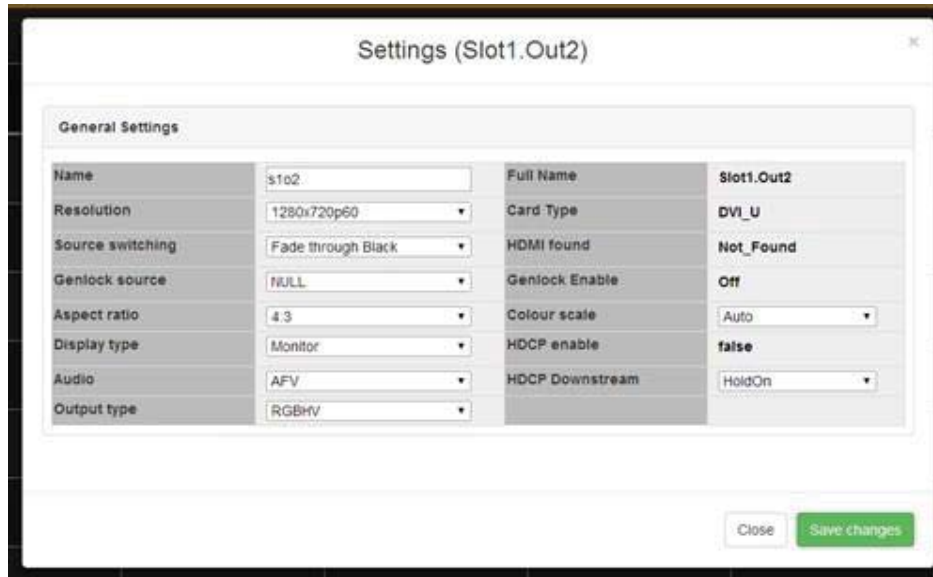 Settings (Slot1.Out2)
×
General Settings
Name s1o2 Full Name Slot1.Out2
Resolution 1280x720p60 Card Type DVI_U
Source switching Fade through Black HDMI found Not_Found
Genlock source NULL Genlock Enable Off
Aspect ratio 4:3 Colour scale Auto
Display type Monitor HDCP enable false
Audio AFV HDCP Downstream HoldOn
Output type RGBHV
Close Save changes